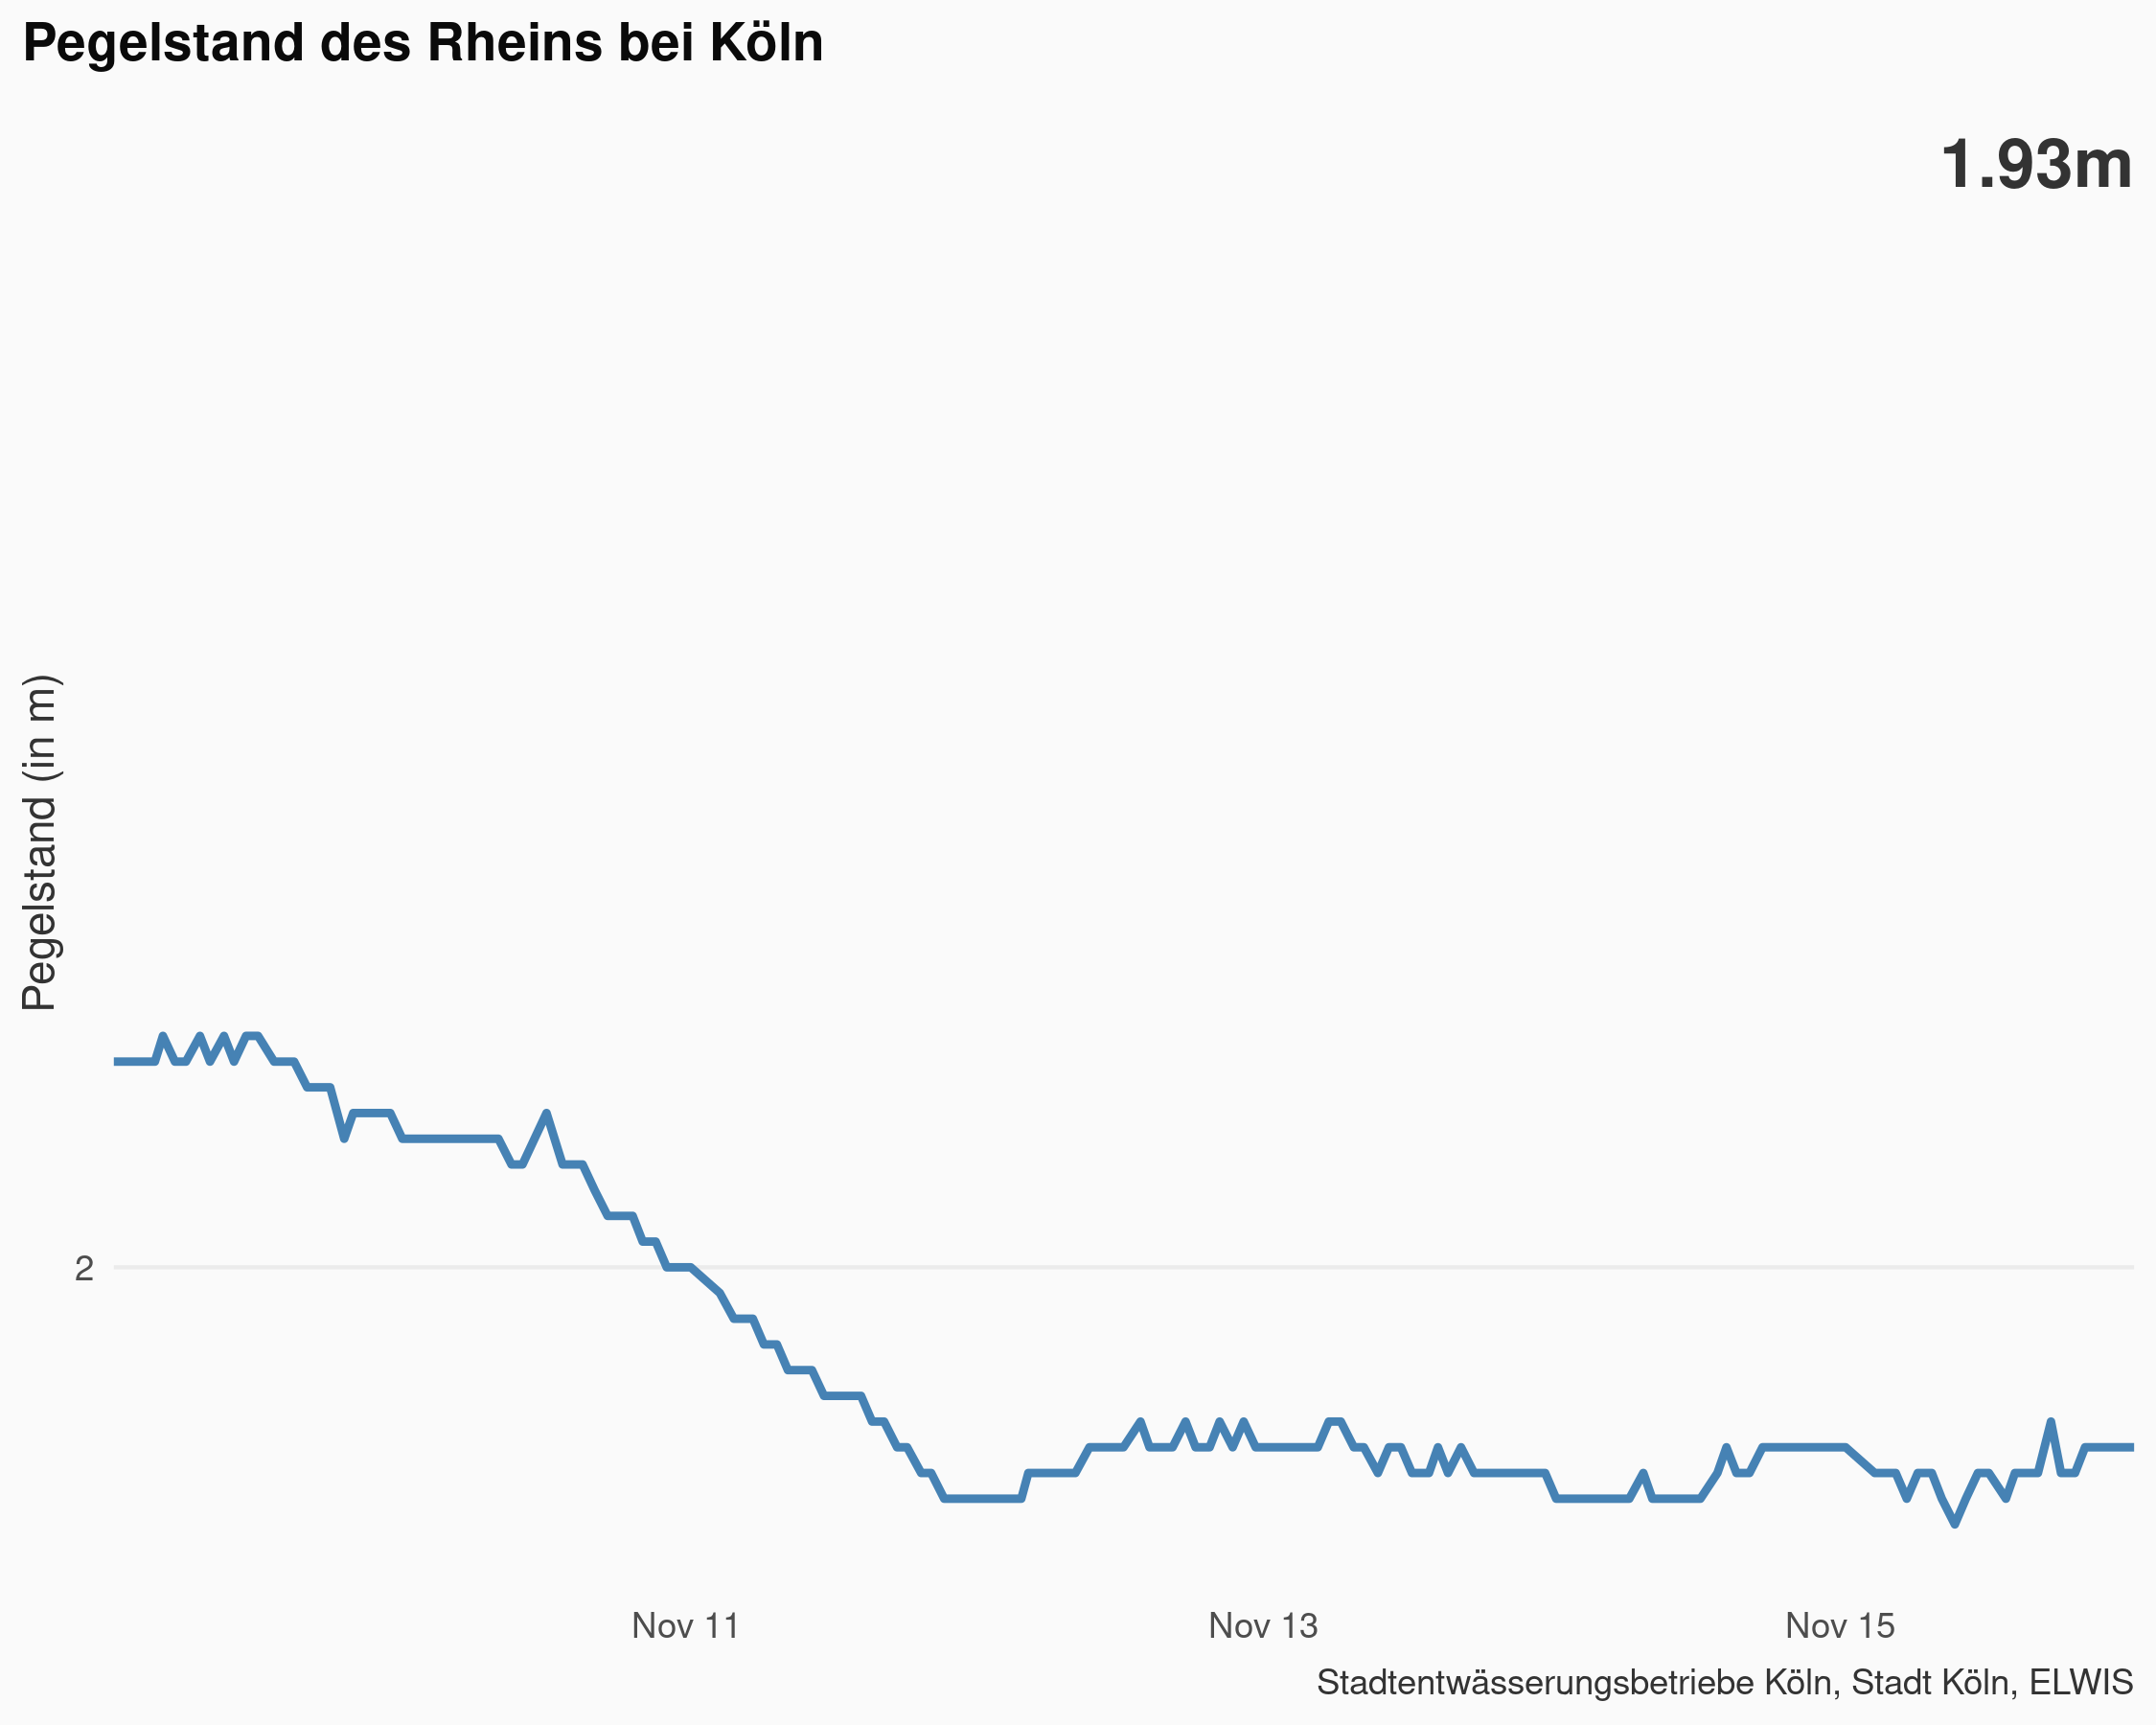 Pegelstand des Rheins bei Köln
1.93m
Pegelstand (in m)
2
Nov 11
Nov 13
Nov 15
Stadtentwässerungsbetriebe Köln, Stadt Köln, ELWIS